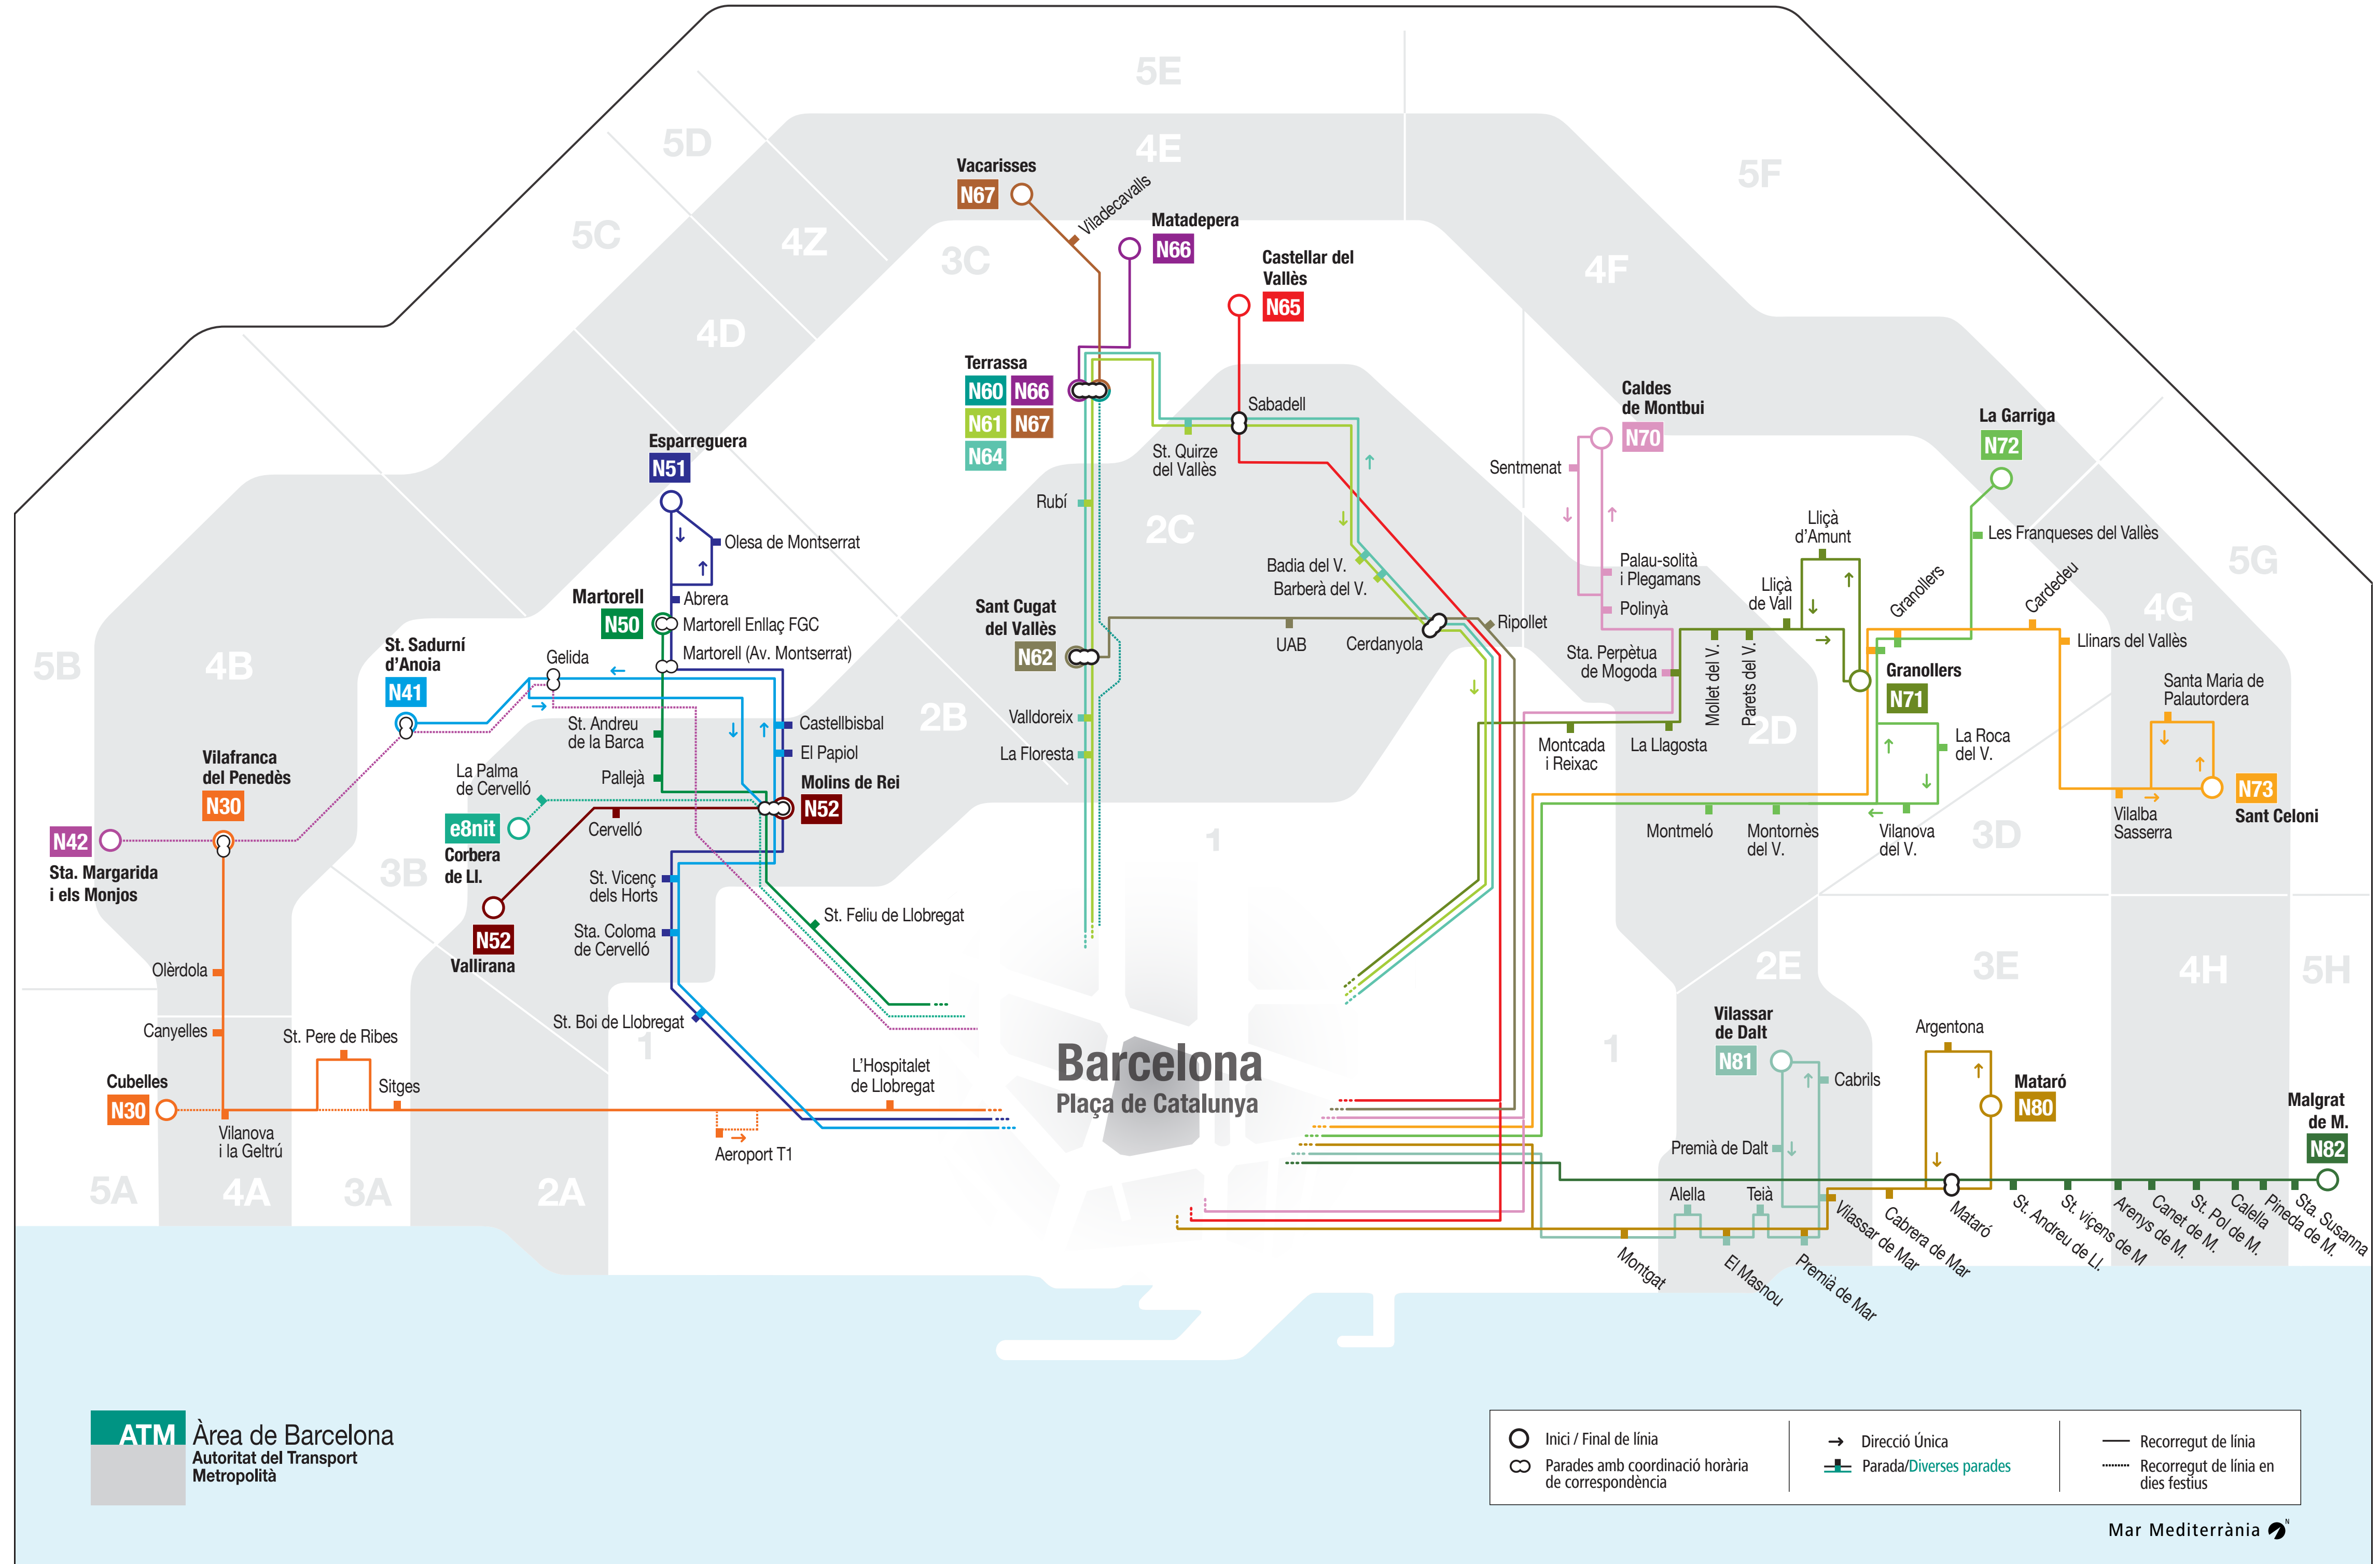 5E
5D
4E
5F
Vacarisses
N67
Viladecavalls
5C
4Z
3C
Matadepera
N66
Castellar del
Vallès
N65
4F
4D
Terrassa
N60 N66
N61 N67
N64
Sabadell
St. Quirze
del Vallès
Caldes
de Montbui
N70
La Garriga
N72
Esparreguera
N51
Sentmenat
Rubí
2C
Lliçà
d'Amunt
Les Franqueses del Vallès
5G
Olesa de Montserrat
Badia del V.
Barberà del V.
Palau-solità
i Plegamans
Lliçà
de Vall
Granollers
Cardedeu
4G
Abrera
Martorell
N50
Martorell Enllaç FGC
Sant Cugat
del Vallès
N62
Polinyà
Ripollet
UAB
Cerdanyola
Llinars del Vallès
5B
4B
St. Sadurní
d'Anoia
N41
Gelida
Martorell (Av. Montserrat)
Sta. Perpètua
de Mogoda
Mollet del V.
Parets del V.
Granollers
N71
Santa Maria de
Palautordera
2B
Valldoreix
2D
St. Andreu
de la Barca
Castellbisbal
El Papiol
La Floresta
Montcada
i Reixac
La Llagosta
La Roca
del V.
Vilafranca
del Penedès
N30
La Palma
de Cervelló
Pallejà
Molins de Rei
N52
N73
Sant Celoni
e8nit
Corbera
de Ll.
Cervelló
Montmeló
Montornès
del V.
Vilanova
del V.
3D
Vilalba
Sasserra
N42
Sta. Margarida
i els Monjos
3B
1
St. Vicenç
dels Horts
St. Feliu de Llobregat
N52
Vallirana
Sta. Coloma
de Cervelló
Olèrdola
2E
3E
4H
5H
Canyelles
St. Pere de Ribes
St. Boi de Llobregat
1
Barcelona
Plaça de Catalunya
1
Vilassar
de Dalt
N81
Argentona
Cubelles
N30
Sitges
L'Hospitalet
de Llobregat
Cabrils
Mataró
N80
Malgrat
de M.
N82
Vilanova
i la Geltrú
Aeroport T1
Premià de Dalt
5A
4A
3A
2A
Alella
Teià
Montgat
El Masnou
Premià de Mar
Vilassar de Mar
Cabrera de Mar
Mataró
St. Andreu de Ll.
St. viçens de M
Arenys de M.
Canet de M.
St. Pol de M.
Calella
Pineda de M.
Sta. Susanna
ATM
Àrea de Barcelona
Autoritat del Transport
Metropolità
Inici / Final de línia
Parades amb coordinació horària
de correspondència
Direcció Única
Parada/Diverses parades
Recorregut de línia
Recorregut de línia en
dies festius
Mar Mediterrània
N